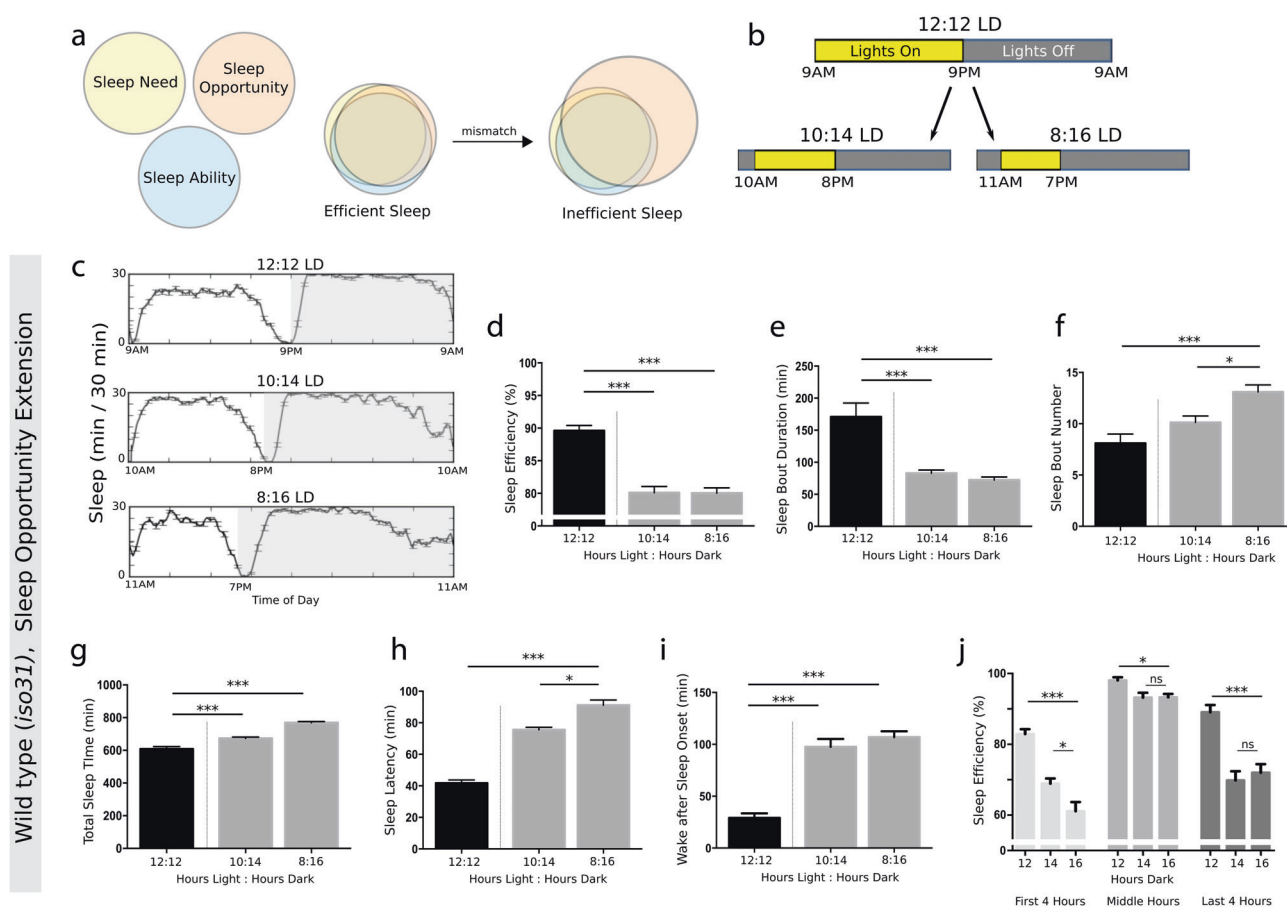 a
Sleep Need
Sleep
Opportunity
Sleep Ability
Efficient Sleep
mismatch
Inefficient Sleep
b
12:12 LD
Lights On
Lights Off
9AM
9PM
9AM
10:14 LD
10AM
8PM
8:16 LD
11AM
7PM
Wild type (iso31), Sleep Opportunity Extension
c
Sleep (min / 30 min)
12:12 LD
30
0
9AM
9PM
9AM
10:14 LD
30
0
10AM
8PM
10AM
8:16 LD
30
0
11AM
7PM
11AM
Time of Day
d
Sleep Efficiency (%)
100
90
80
0
***
***
12:12
10:14
8:16
Hours Light : Hours Dark
e
Sleep Bout Duration (min)
250
200
150
100
50
0
***
***
12:12
10:14
8:16
Hours Light : Hours Dark
f
Sleep Bout Number
15
10
5
0
***
*
12:12
10:14
8:16
Hours Light : Hours Dark
g
Total Sleep TIme (min)
1000
800
600
400
200
0
***
***
12:12
10:14
8:16
Hours Light : Hours Dark
h
Sleep Latency (min)
100
80
60
40
20
0
***
*
12:12
10:14
8:16
Hours Light : Hours Dark
i
Wake after Sleep Onset (min)
150
100
50
0
***
***
12:12
10:14
8:16
Hours Light : Hours Dark
j
Sleep Efficiency (%)
100
80
60
0
***
*
*
ns
***
ns
12 14 16
12 14 16
12 14 16
Hours Dark
First 4 Hours
Middle Hours
Last 4 Hours